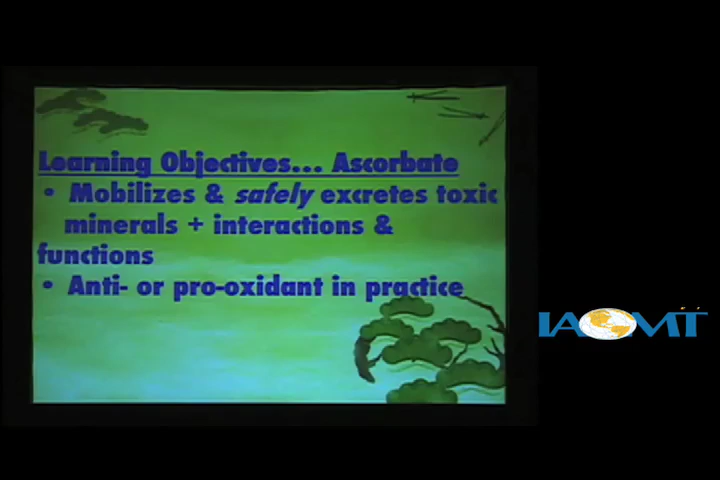 Learning Objectives... Ascorbate
• Mobilizes & safely excretes toxic
minerals + interactions &
functions
• Anti- or pro-oxidant in practice
IAOMT